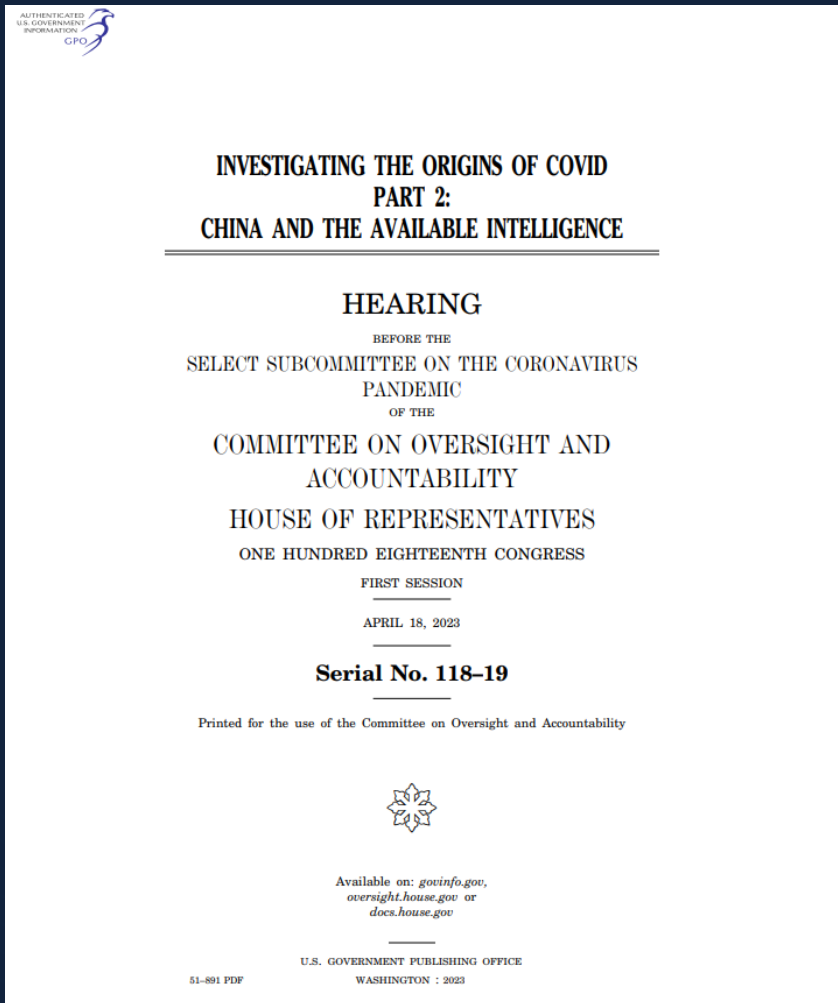 AUTHENTICATED
U.S. GOVERNMENT
INFORMATION
GPO
INVESTIGATING THE ORIGINS OF COVID
PART 2:
CHINA AND THE AVAILABLE INTELLIGENCE
HEARING
BEFORE THE
SELECT SUBCOMMITTEE ON THE CORONAVIRUS
PANDEMIC
OF THE
COMMITTEE ON OVERSIGHT AND
ACCOUNTABILITY
HOUSE OF REPRESENTATIVES
ONE HUNDRED EIGHTEENTH CONGRESS
FIRST SESSION
APRIL 18, 2023
Serial No. 118–19
Printed for the use of the Committee on Oversight and Accountability
Available on: govinfo.gov,
oversight.house.gov or
docs.house.gov
U.S. GOVERNMENT PUBLISHING OFFICE
51–891 PDF WASHINGTON : 2023